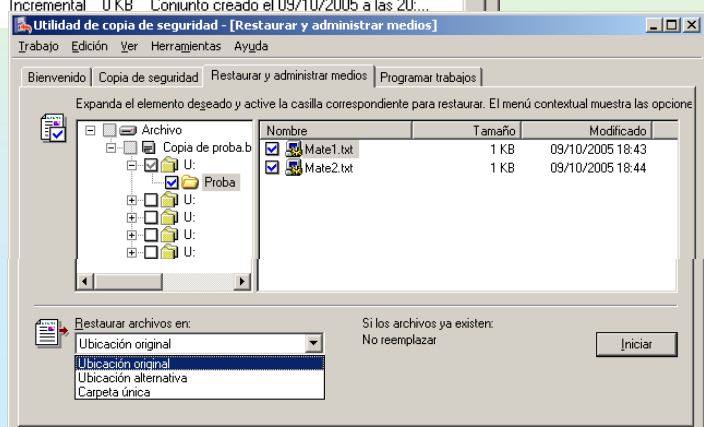 Incremental 0 KB Conjunto creado el 09/10/2005 a las 20:...
Utilidad de copia de seguridad - [Restaurar y administrar medios]
Trabajo Edición Ver Herramientas Ayuda
Bienvenido Copia de seguridad Restaurar y administrar medios Programar trabajos
Expanda el elemento deseado y active la casilla correspondiente para restaurar. El menú contextual muestra las opcione
Archivo
Copia de proba.b
U:
Proba
U:
U:
U:
U:
Nombre Tamaño Modificado
Mate1.txt 1 KB 09/10/2005 18:43
Mate2.txt 1 KB 09/10/2005 18:44
Restaurar archivos en:
Ubicación original
Ubicación original
Ubicación alternativa
Carpeta única
Si los archivos ya existen:
No reemplazar
Iniciar